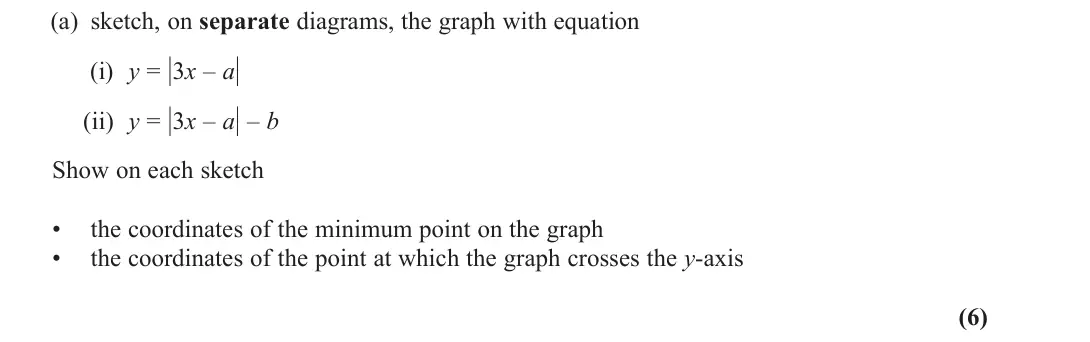 (a) sketch, on separate diagrams, the graph with equation
(i) y = |3x – a|
(ii) y = |3x – a| – b
Show on each sketch
• the coordinates of the minimum point on the graph
• the coordinates of the point at which the graph crosses the y-axis
(6)